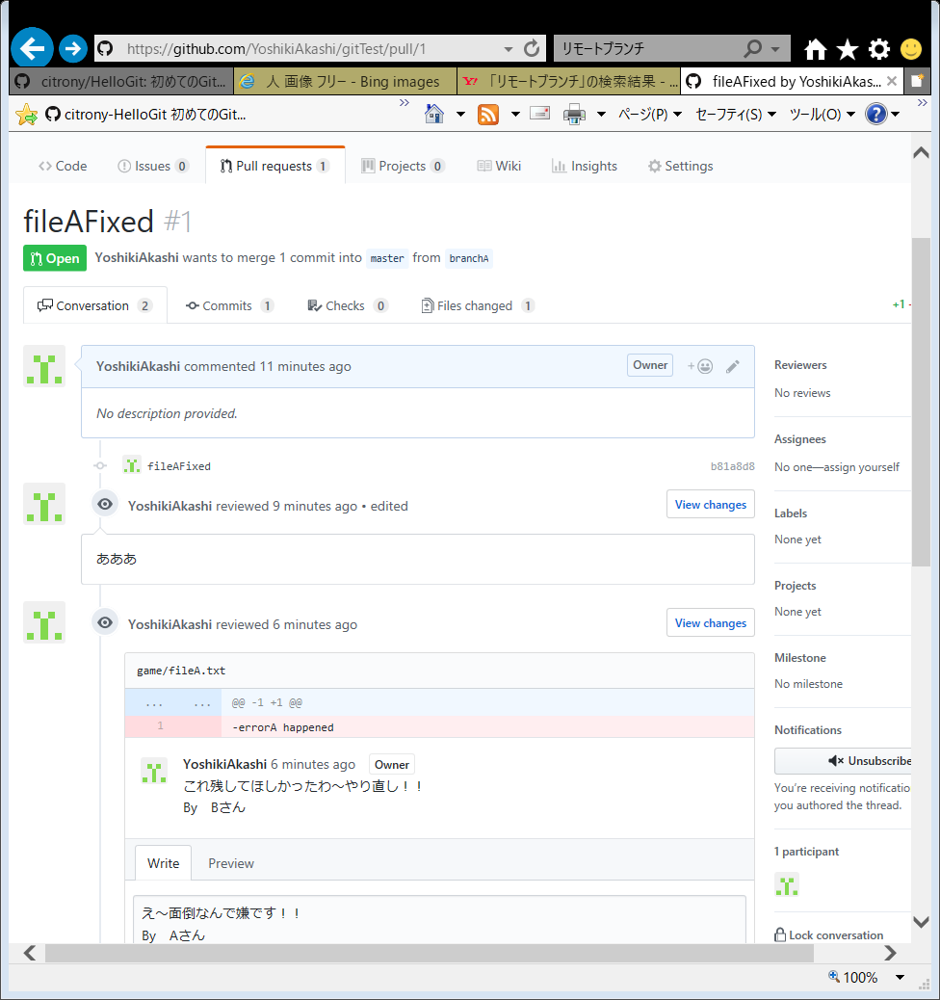 https://github.com/YoshikiAkashi/gitTest/pull/1
リモートブランチ
citrony/HelloGit: 初めてのGit...
人 画像 フリー - Bing images
「リモートブランチ」の検索結果 - ...
fileAFixed by YoshikiAkas...
citrony-HelloGit 初めてのGit...
ページ(P)
セーフティ(S)
ツール(O)
Code
Issues 0
Pull requests 1
Projects 0
Wiki
Insights
Settings
fileAFixed #1
Open
YoshikiAkashi wants to merge 1 commit into master from branchA
Conversation 2
Commits 1
Checks 0
Files changed 1
+1 -
YoshikiAkashi commented 11 minutes ago
Owner
No description provided.
fileAFixed
b81a8d8
YoshikiAkashi reviewed 9 minutes ago • edited
View changes
あああ
YoshikiAkashi reviewed 6 minutes ago
View changes
game/fileA.txt
... ... @@ -1 +1 @@
1 -errorA happened
YoshikiAkashi 6 minutes ago Owner
これ残してほしかったわ～やり直し！！
By　Bさん
Write
Preview
え～面倒なんで嫌です！！
By　Aさん
Reviewers
No reviews
Assignees
No one—assign yourself
Labels
None yet
Projects
None yet
Milestone
No milestone
Notifications
Unsubscribe
You're receiving notificatio
you authored the thread.
1 participant
Lock conversation
100%